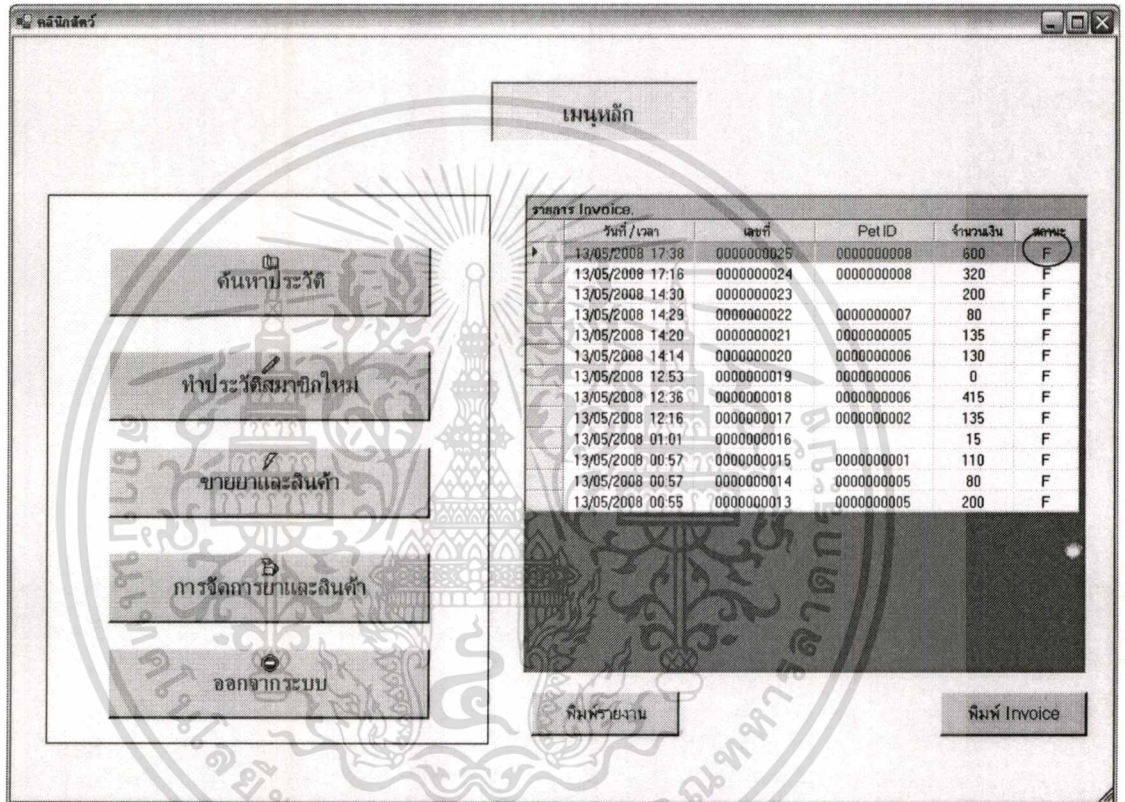 คลินิกสัตว์
เมนูหลัก
ค้นหาประวัติ
ทำประวัติสมาชิกใหม่
ขายยาและสินค้า
การจัดการยาและสินค้า
ออกจากระบบ
รายการ Invoice.
วันที่ / เวลา เลขที่ Pet ID จำนวนเงิน สถานะ
13/05/2008 17:38 0000000025 0000000008 600 F
13/05/2008 17:16 0000000024 0000000008 320 F
13/05/2008 14:30 0000000023 200 F
13/05/2008 14:29 0000000022 0000000007 80 F
13/05/2008 14:20 0000000021 0000000005 135 F
13/05/2008 14:14 0000000020 0000000006 130 F
13/05/2008 12:53 0000000019 0000000006 0 F
13/05/2008 12:36 0000000018 0000000006 415 F
13/05/2008 12:16 0000000017 0000000002 135 F
13/05/2008 01:01 0000000016 15 F
13/05/2008 00:57 0000000015 0000000001 110 F
13/05/2008 00:57 0000000014 0000000005 80 F
13/05/2008 00:55 0000000013 0000000005 200 F
พิมพ์รายงาน
พิมพ์ Invoice